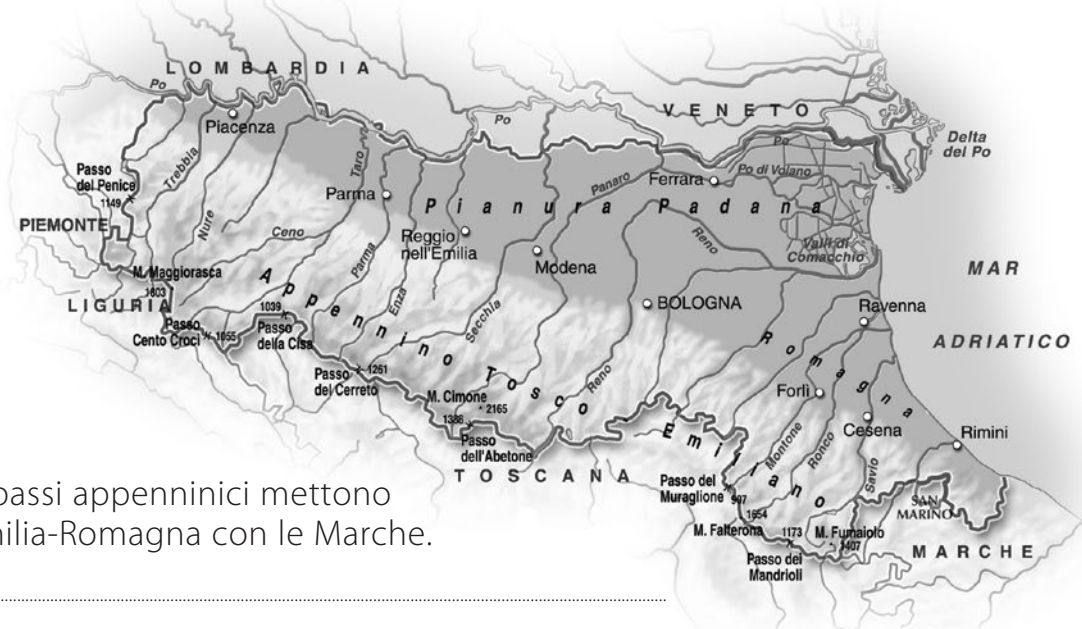 LOMBARDIA
Po
Piacenza
VENETO
Po
Po
Delta
del Po
Trebbia
Taro
Passo
del Penice
1149
Parma
Panaro
Ferrara
Po di Volano
Pianura Padana
PIEMONTE
Nure
Ceno
Parma
Reggio
nell'Emilia
Reno
Valli di
Comacchio
Modena
MAR
ADRIATICO
M. Maggiorasca
1803
LIGURIA
Appennino Tosco Emiliano
Enza
Secchia
BOLOGNA
Ravenna
1039
Passo
della Cisa
Passo
Cento Croci
1055
Romagna
Passo
del Cerreto
1261
Reno
M. Cimone
2165
1388
Passo
dell'Abetone
Forlì
Cesena
Rimini
Montone
Ronco
Savio
TOSCANA
Passo del
Muraglione
907
1654
M. Falterona
1173
M. Fumaiolo
1407
SAN
MARINO
Passo dei
Mandrioli
MARCHE
passi appenninici mettono
ilia-Romagna con le Marche.